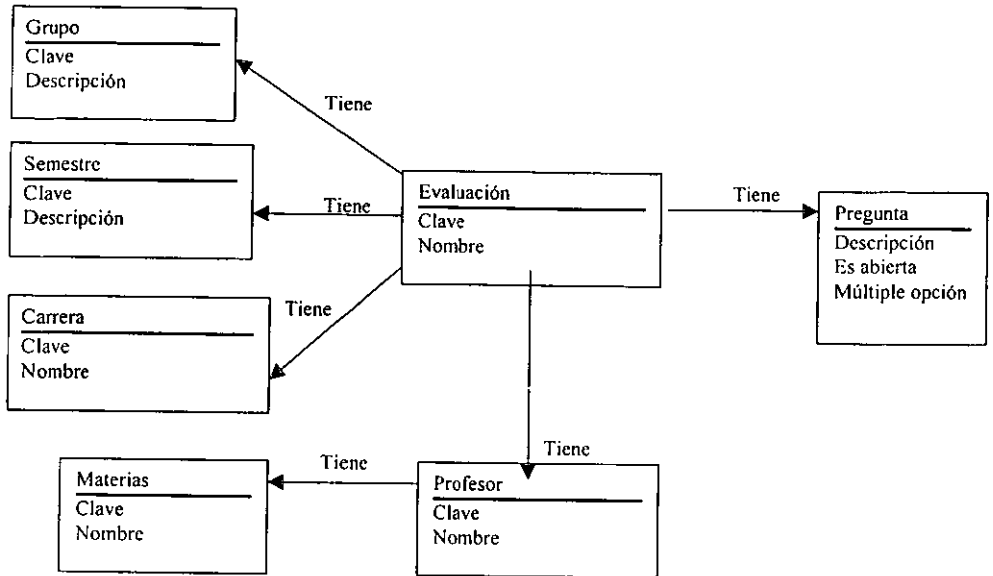 Grupo
Clave
Descripción
Tiene
Semestre
Clave
Descripción
Tiene
Evaluación
Clave
Nombre
Tiene
Pregunta
Descripción
Es abierta
Múltiple opción
Carrera
Clave
Nombre
Tiene
Materias
Clave
Nombre
Tiene
Tiene
Profesor
Clave
Nombre